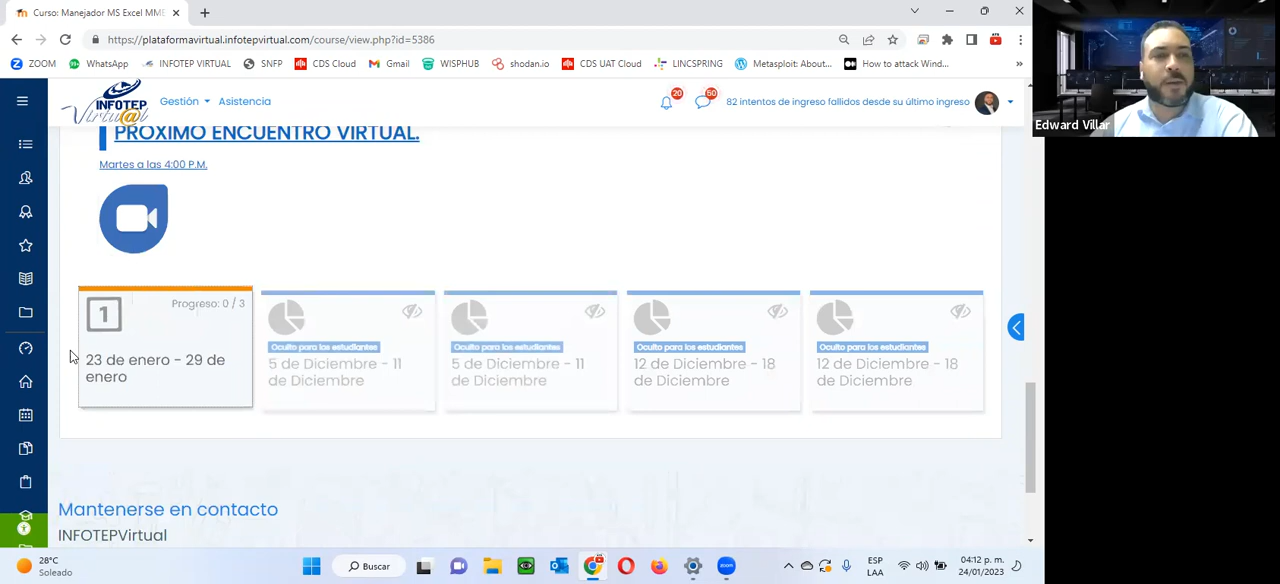 Curso: Manejador MS Excel MME
https://plataformavirtual.infotepvirtual.com/course/view.php?id=5386
ZOOM
WhatsApp
INFOTEP VIRTUAL
SNFP
CDS Cloud
Gmail
WISPHUB
shodan.io
CDS UAT Cloud
LINCSPRING
Metasploit: About...
How to attack Wind...
»
INFOTEP
Virtu@l
Gestión
Asistencia
20
50
82 intentos de ingreso fallidos desde su último ingreso
Edward Villar
PRÓXIMO ENCUENTRO VIRTUAL.
Martes a las 4:00 P.M.
1
Progreso: 0 / 3
23 de enero - 29 de
enero
Oculto para los estudiantes
5 de Diciembre - 11
de Diciembre
Oculto para los estudiantes
5 de Diciembre - 11
de Diciembre
Oculto para los estudiantes
12 de Diciembre - 18
de Diciembre
Oculto para los estudiantes
12 de Diciembre - 18
de Diciembre
Mantenerse en contacto
INFOTEPVirtual
28°C
Soleado
Buscar
zoom
ESP
LAA
04:12 p. m.
24/01/2023